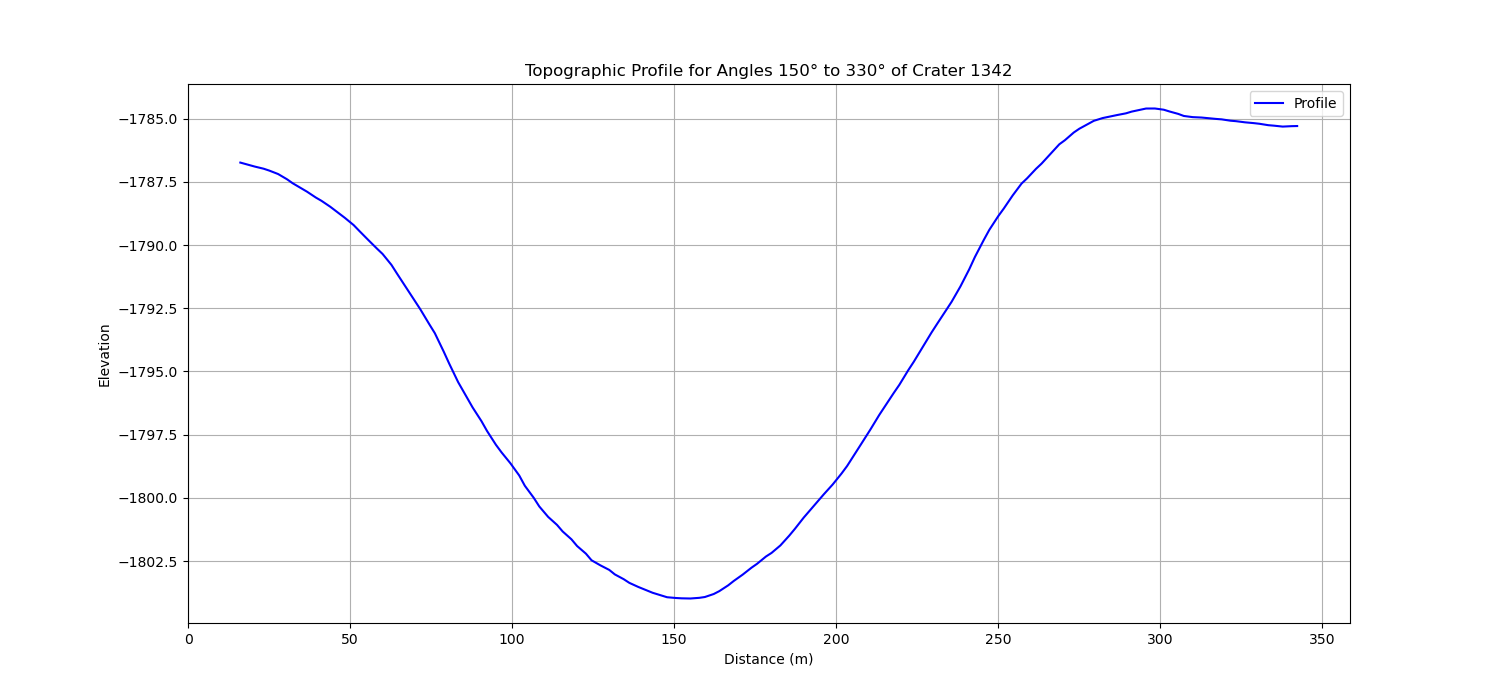 Topographic Profile for Angles 150° to 330° of Crater 1342
Profile
−1785.0
−1787.5
−1790.0
−1792.5
−1795.0
−1797.5
−1800.0
−1802.5
Elevation
0 50 100 150 200 250 300 350
Distance (m)